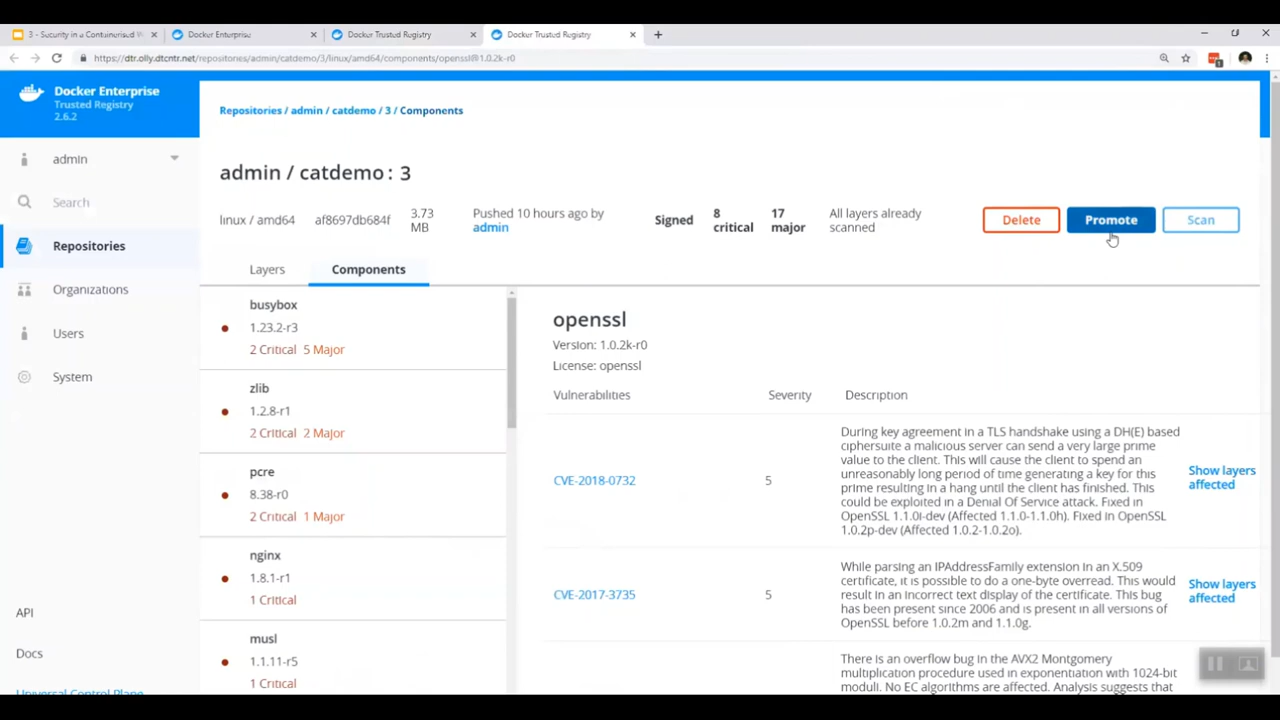 3 - Security in a Containerised W
Docker Enterprise
Docker Trusted Registry
Docker Trusted Registry
https://dtr.olly.dtcntr.net/repositories/admin/catdemo/3/linux/amd64/components/openssl@1.0.2k-r0
Docker Enterprise
Trusted Registry
2.6.2
admin
Search
Repositories
Organizations
Users
System
API
Docs
Universal Control Plane
Repositories / admin / catdemo / 3 / Components
admin / catdemo : 3
linux / amd64
af8697db684f
3.73
MB
Pushed 10 hours ago by
admin
Signed
8
critical
17
major
All layers already
scanned
Delete
Promote
Scan
Layers
Components
busybox
1.23.2-r3
2 Critical 5 Major
zlib
1.2.8-r1
2 Critical 2 Major
pcre
8.38-r0
2 Critical 1 Major
nginx
1.8.1-r1
1 Critical
musl
1.1.11-r5
1 Critical
openssl
Version: 1.0.2k-r0
License: openssl
Vulnerabilities
Severity
Description
CVE-2018-0732
5
During key agreement in a TLS handshake using a DH(E) based
ciphersuite a malicious server can send a very large prime
value to the client. This will cause the client to spend an
unreasonably long period of time generating a key for this
prime resulting in a hang until the client has finished. This
could be exploited in a Denial Of Service attack. Fixed in
OpenSSL 1.1.0i-dev (Affected 1.1.0-1.1.0h). Fixed in OpenSSL
1.0.2p-dev (Affected 1.0.2-1.0.2o).
Show layers
affected
CVE-2017-3735
5
While parsing an IPAddressFamily extension in an X.509
certificate, it is possible to do a one-byte overread. This would
result in an incorrect text display of the certificate. This bug
has been present since 2006 and is present in all versions of
OpenSSL before 1.0.2m and 1.1.0g.
Show layers
affected
There is an overflow bug in the AVX2 Montgomery
multiplication procedure used in exponentiation with 1024-bit
moduli. No EC algorithms are affected. Analysis suggests that